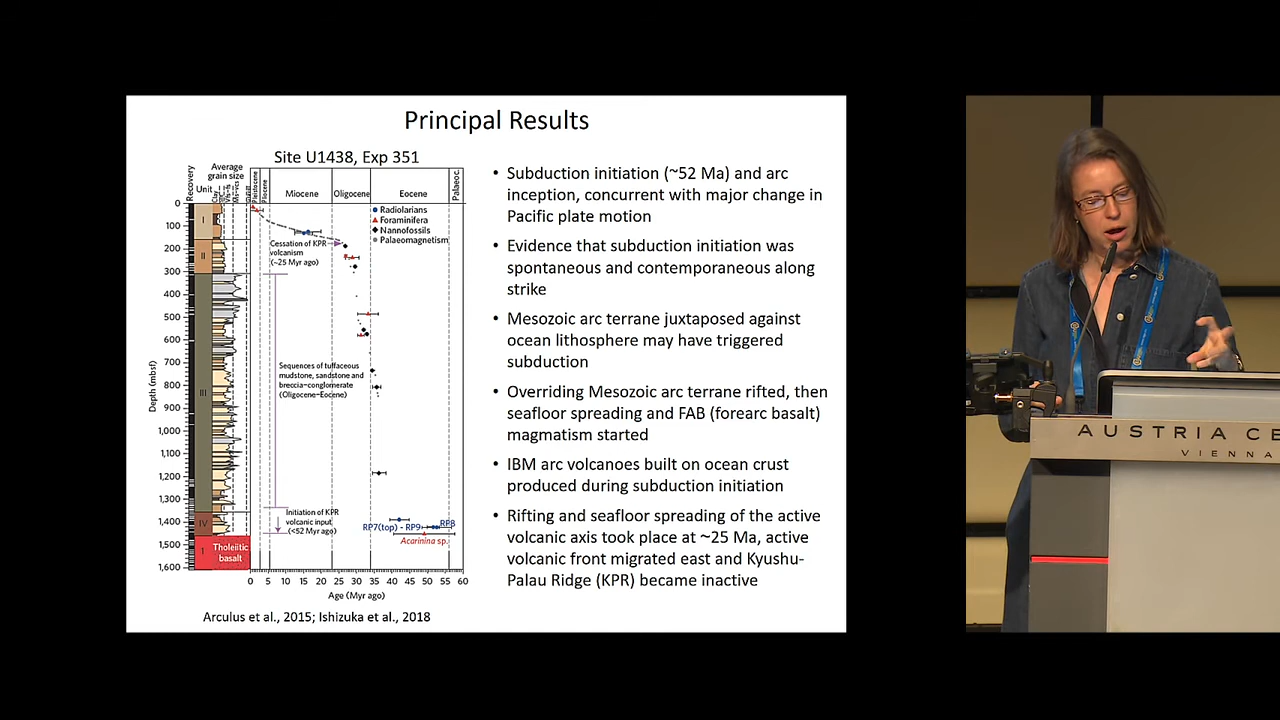 Principal Results
Site U1438, Exp 351
Recovery
Unit
Average
grain size
Pleistocene
Pliocene
Miocene
Oligocene
Eocene
Palaeoc.
Radiolarians
Foraminifera
Nannofossils
Palaeomagnetism
0
100
200
300
400
500
600
700
800
900
1,000
1,100
1,200
1,300
1,400
1,500
1,600
Depth (mbsf)
I
II
III
IV
1
Tholeiitic
basalt
Cessation of KPR
volcanism
(~25 Myr ago)
Sequences of tuffaceous
mudstone, sandstone and
breccia–conglomerate
(Oligocene–Eocene)
Initiation of KPR
volcanic input
(<52 Myr ago)
RP7(top) - RP9
RP8
Acarinina sp.
0 5 10 15 20 25 30 35 40 45 50 55 60
Age (Myr ago)
Arculus et al., 2015; Ishizuka et al., 2018
• Subduction initiation (~52 Ma) and arc
inception, concurrent with major change in
Pacific plate motion
• Evidence that subduction initiation was
spontaneous and contemporaneous along
strike
• Mesozoic arc terrane juxtaposed against
ocean lithosphere may have triggered
subduction
• Overriding Mesozoic arc terrane rifted, then
seafloor spreading and FAB (forearc basalt)
magmatism started
• IBM arc volcanoes built on ocean crust
produced during subduction initiation
• Rifting and seafloor spreading of the active
volcanic axis took place at ~25 Ma, active
volcanic front migrated east and Kyushu-
Palau Ridge (KPR) became inactive
AUSTRIA CE
VIENNA